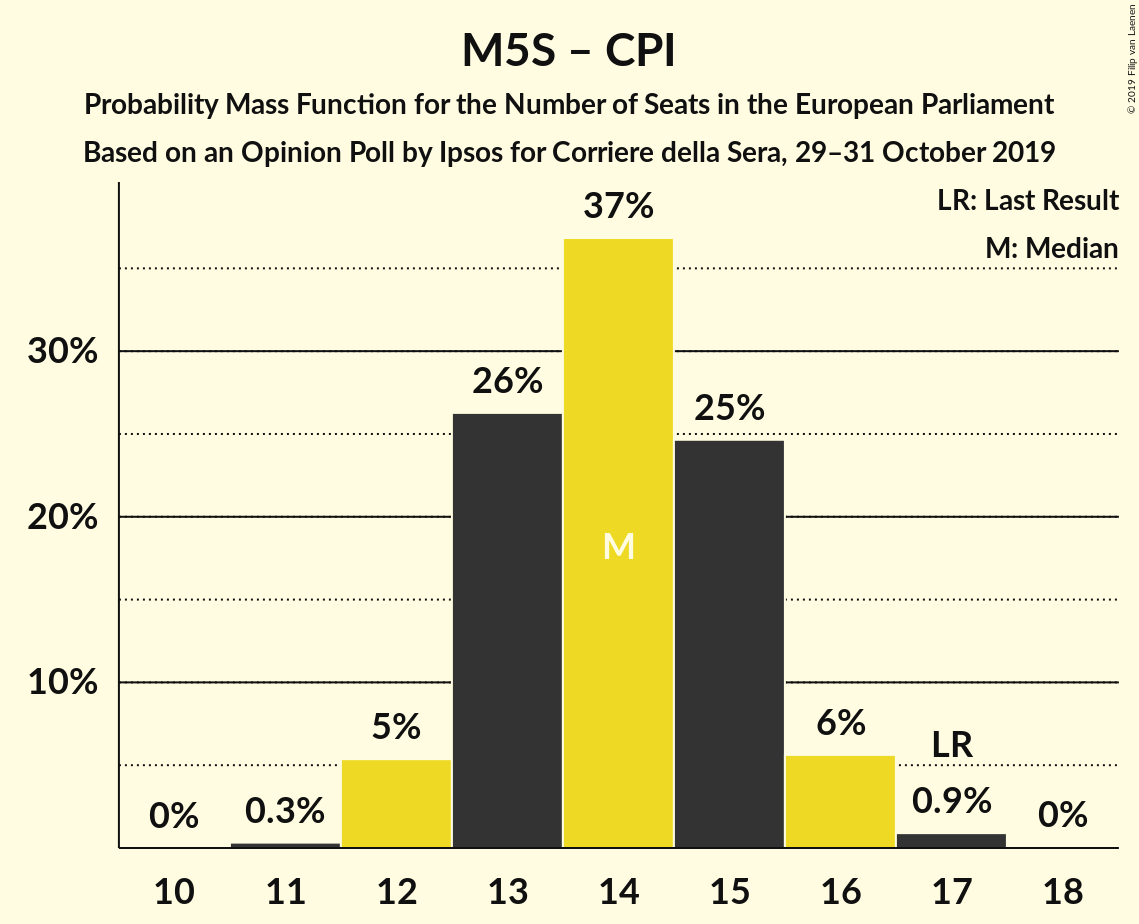 M5S – CPI
Probability Mass Function for the Number of Seats in the European Parliament
Based on an Opinion Poll by Ipsos for Corriere della Sera, 29–31 October 2019
© 2019 Filip van Laenen
LR: Last Result
M: Median
30%
20%
10%
0%
0.3%
5%
26%
37%
M
25%
6%
LR
0.9%
0%
10 11 12 13 14 15 16 17 18